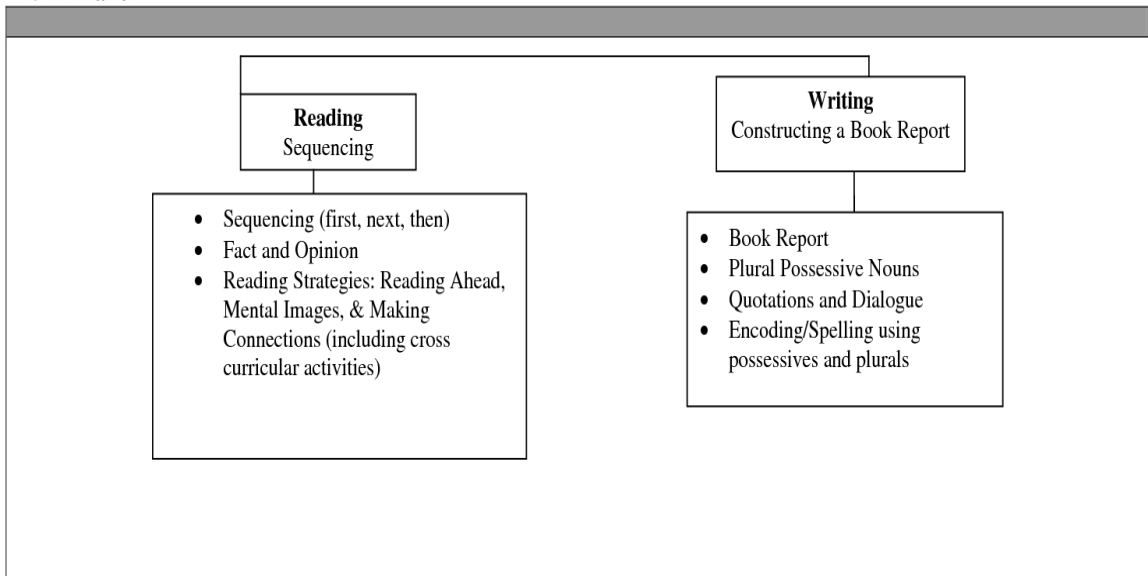 Reading
Sequencing
• Sequencing (first, next, then)
• Fact and Opinion
• Reading Strategies: Reading Ahead,
Mental Images, & Making
Connections (including cross
curricular activities)
Writing
Constructing a Book Report
• Book Report
• Plural Possessive Nouns
• Quotations and Dialogue
• Encoding/Spelling using
possessives and plurals